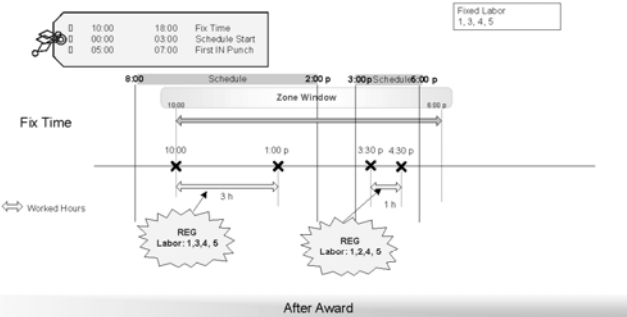 Fixed Labor
1, 3, 4, 5
10:00 18:00 Fix Time
00:00 03:00 Schedule Start
05:00 07:00 First IN Punch
8:00 Schedule 2:00 p 3:00p Schedule 6:00 p
Zone Window
10:00 6:00 p
Fix Time
10:00 1:00 p 3:30 p 4:30 p
3 h 1 h
Worked Hours
REG
Labor: 1,3,4, 5
REG
Labor: 1,2,4, 5
After Award